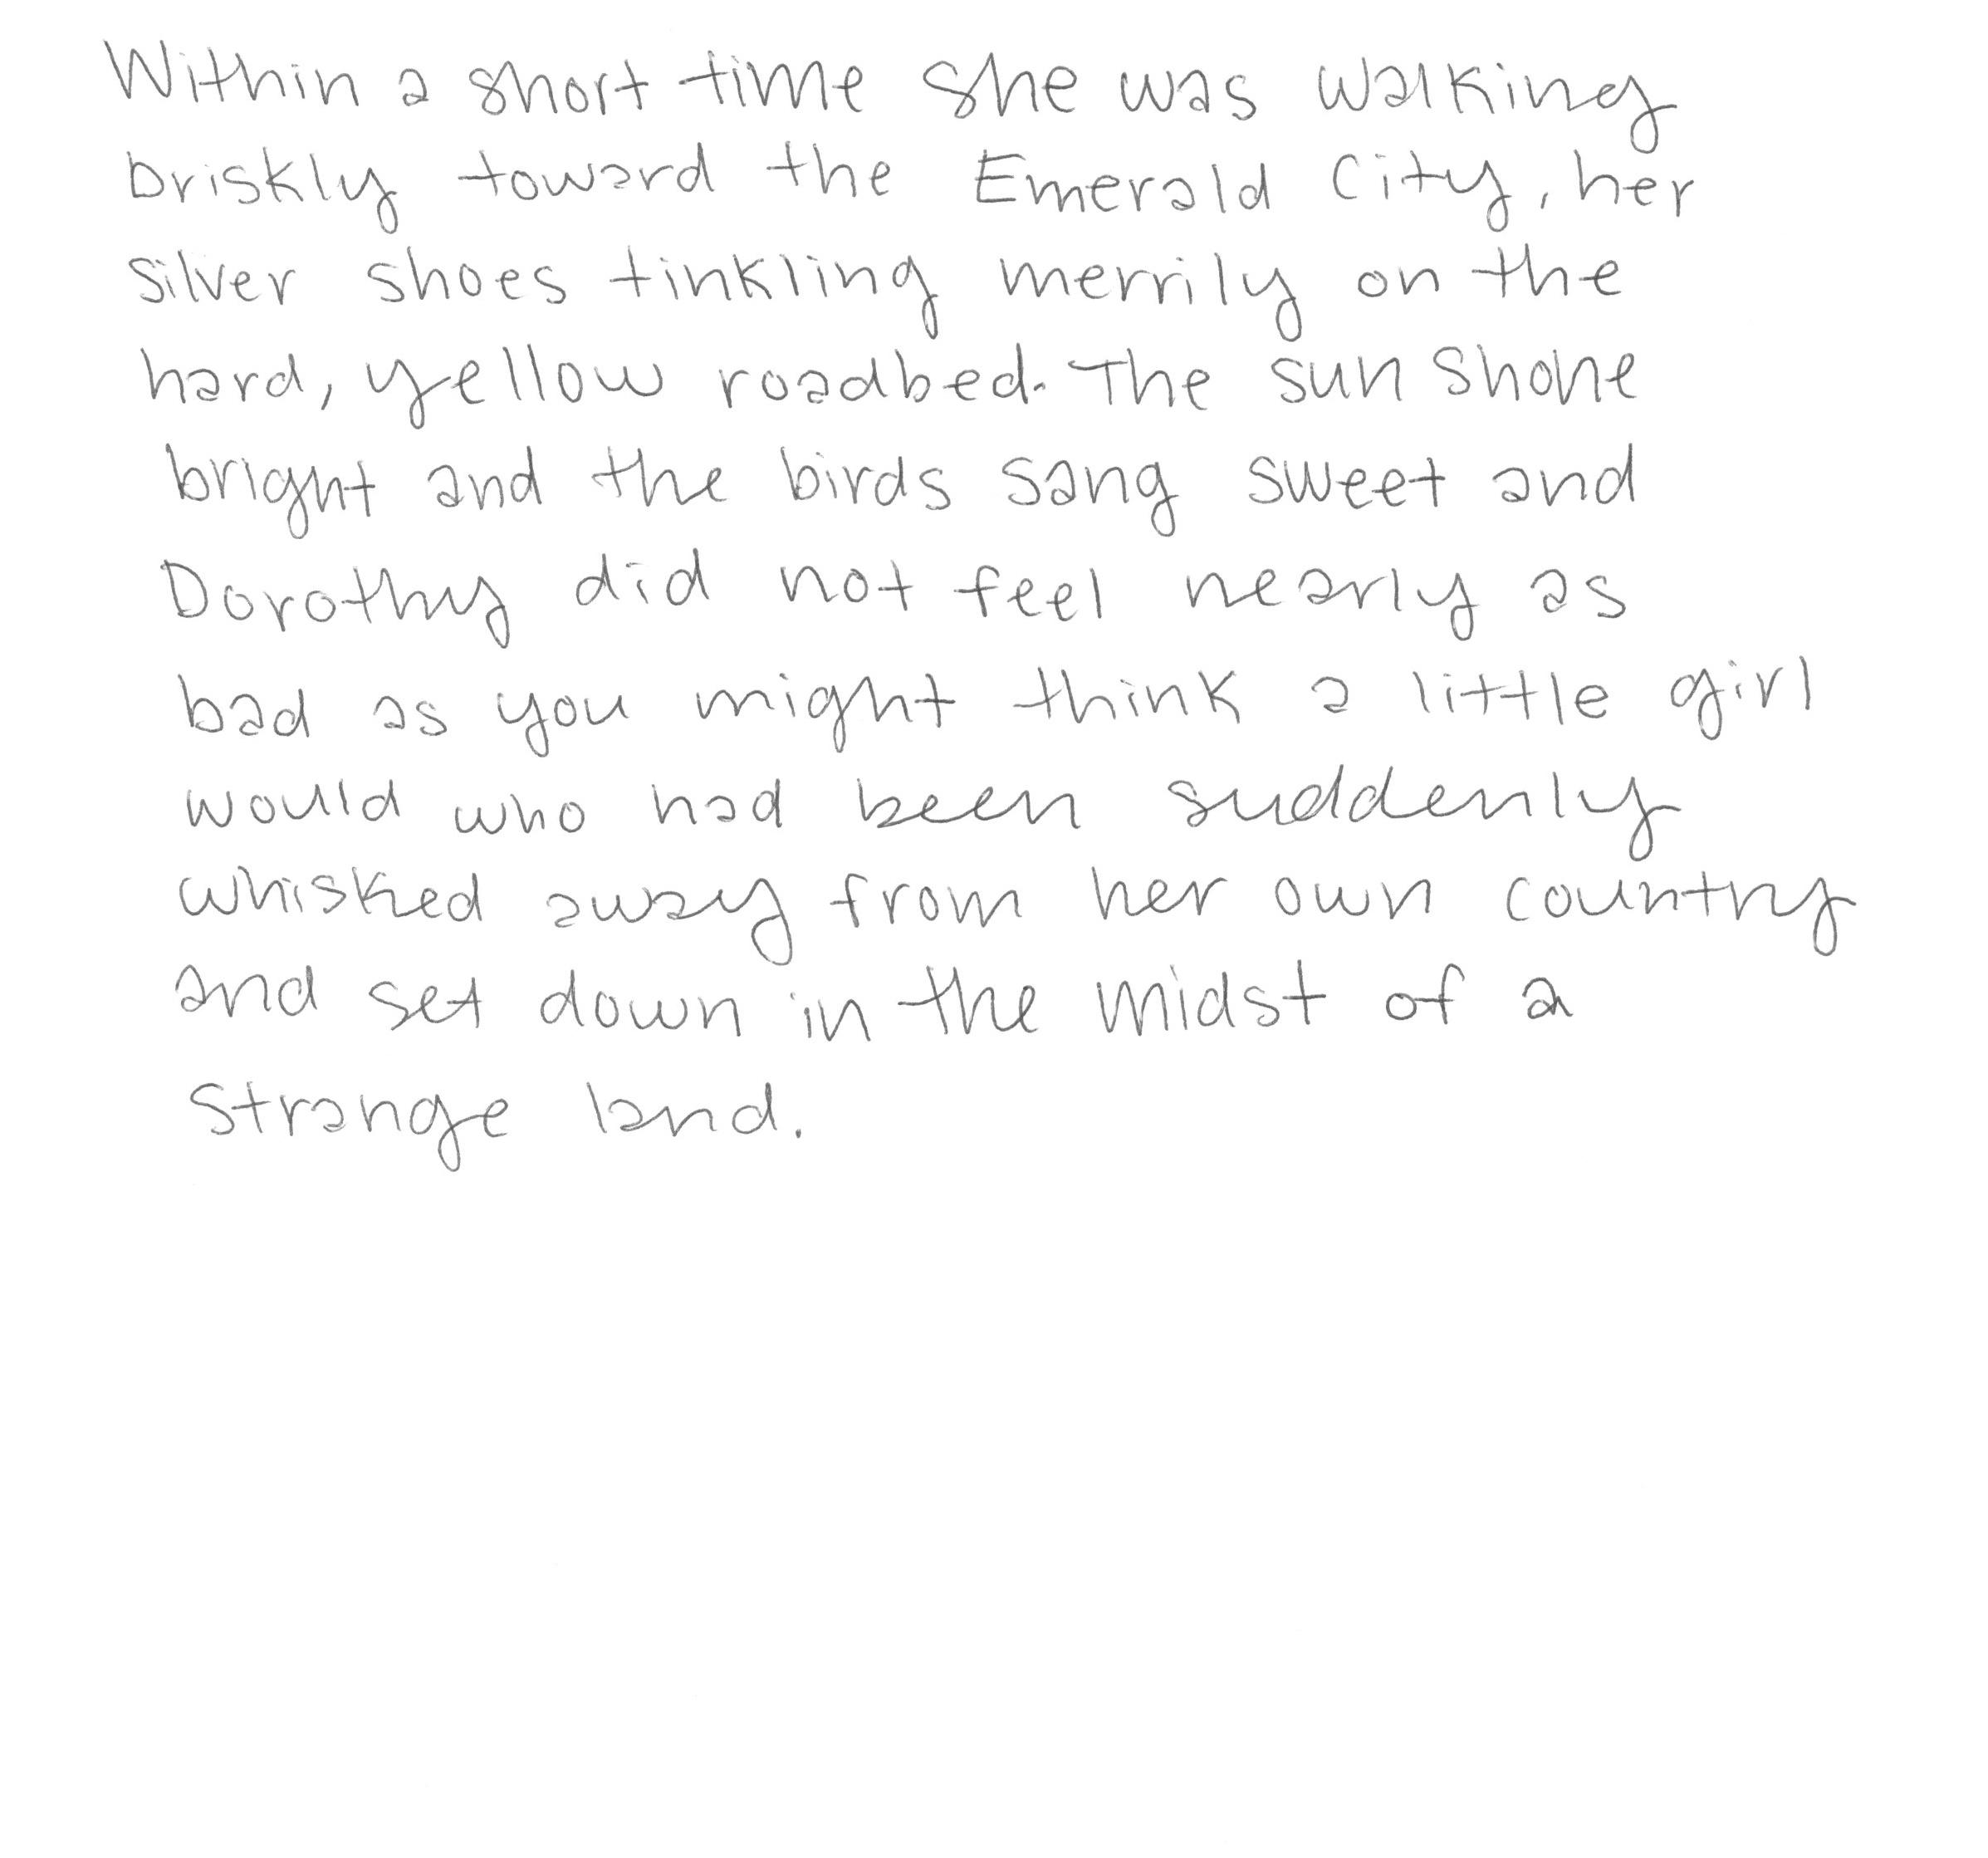 Within a short time she was walking
briskly toward the Emerald City, her
silver shoes tinkling merrily on the
hard, yellow roadbed. The sun shone
bright and the birds sang sweet and
Dorothy did not feel nearly as
bad as you might think a little girl
would who had been suddenly
whisked away from her own country
and set down in the midst of a
strange land.